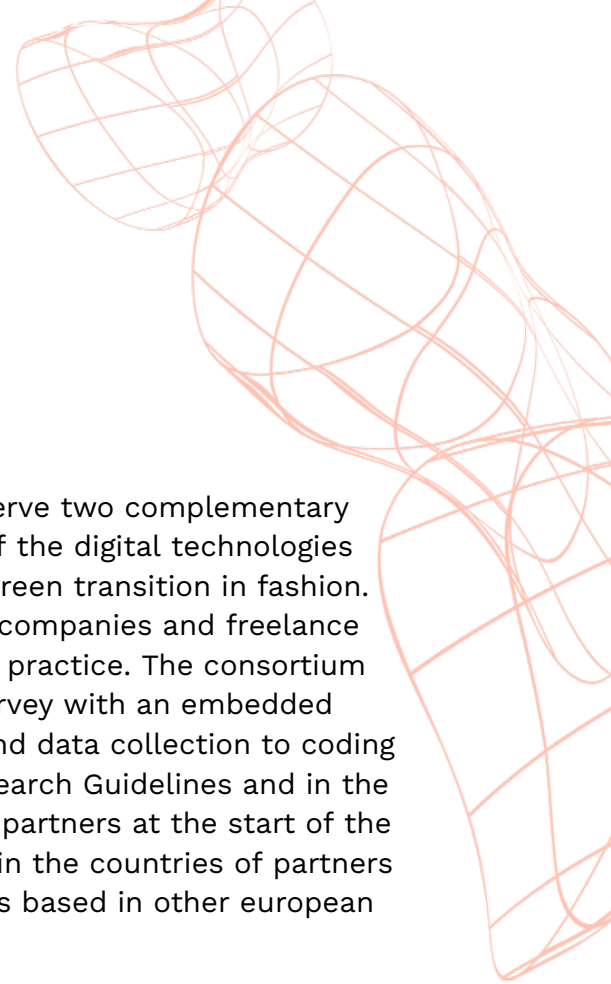 erve two complementary
f the digital technologies
reen transition in fashion.
companies and freelance
practice. The consortium
rvey with an embedded
nd data collection to coding
earch Guidelines and in the
partners at the start of the
in the countries of partners
s based in other european